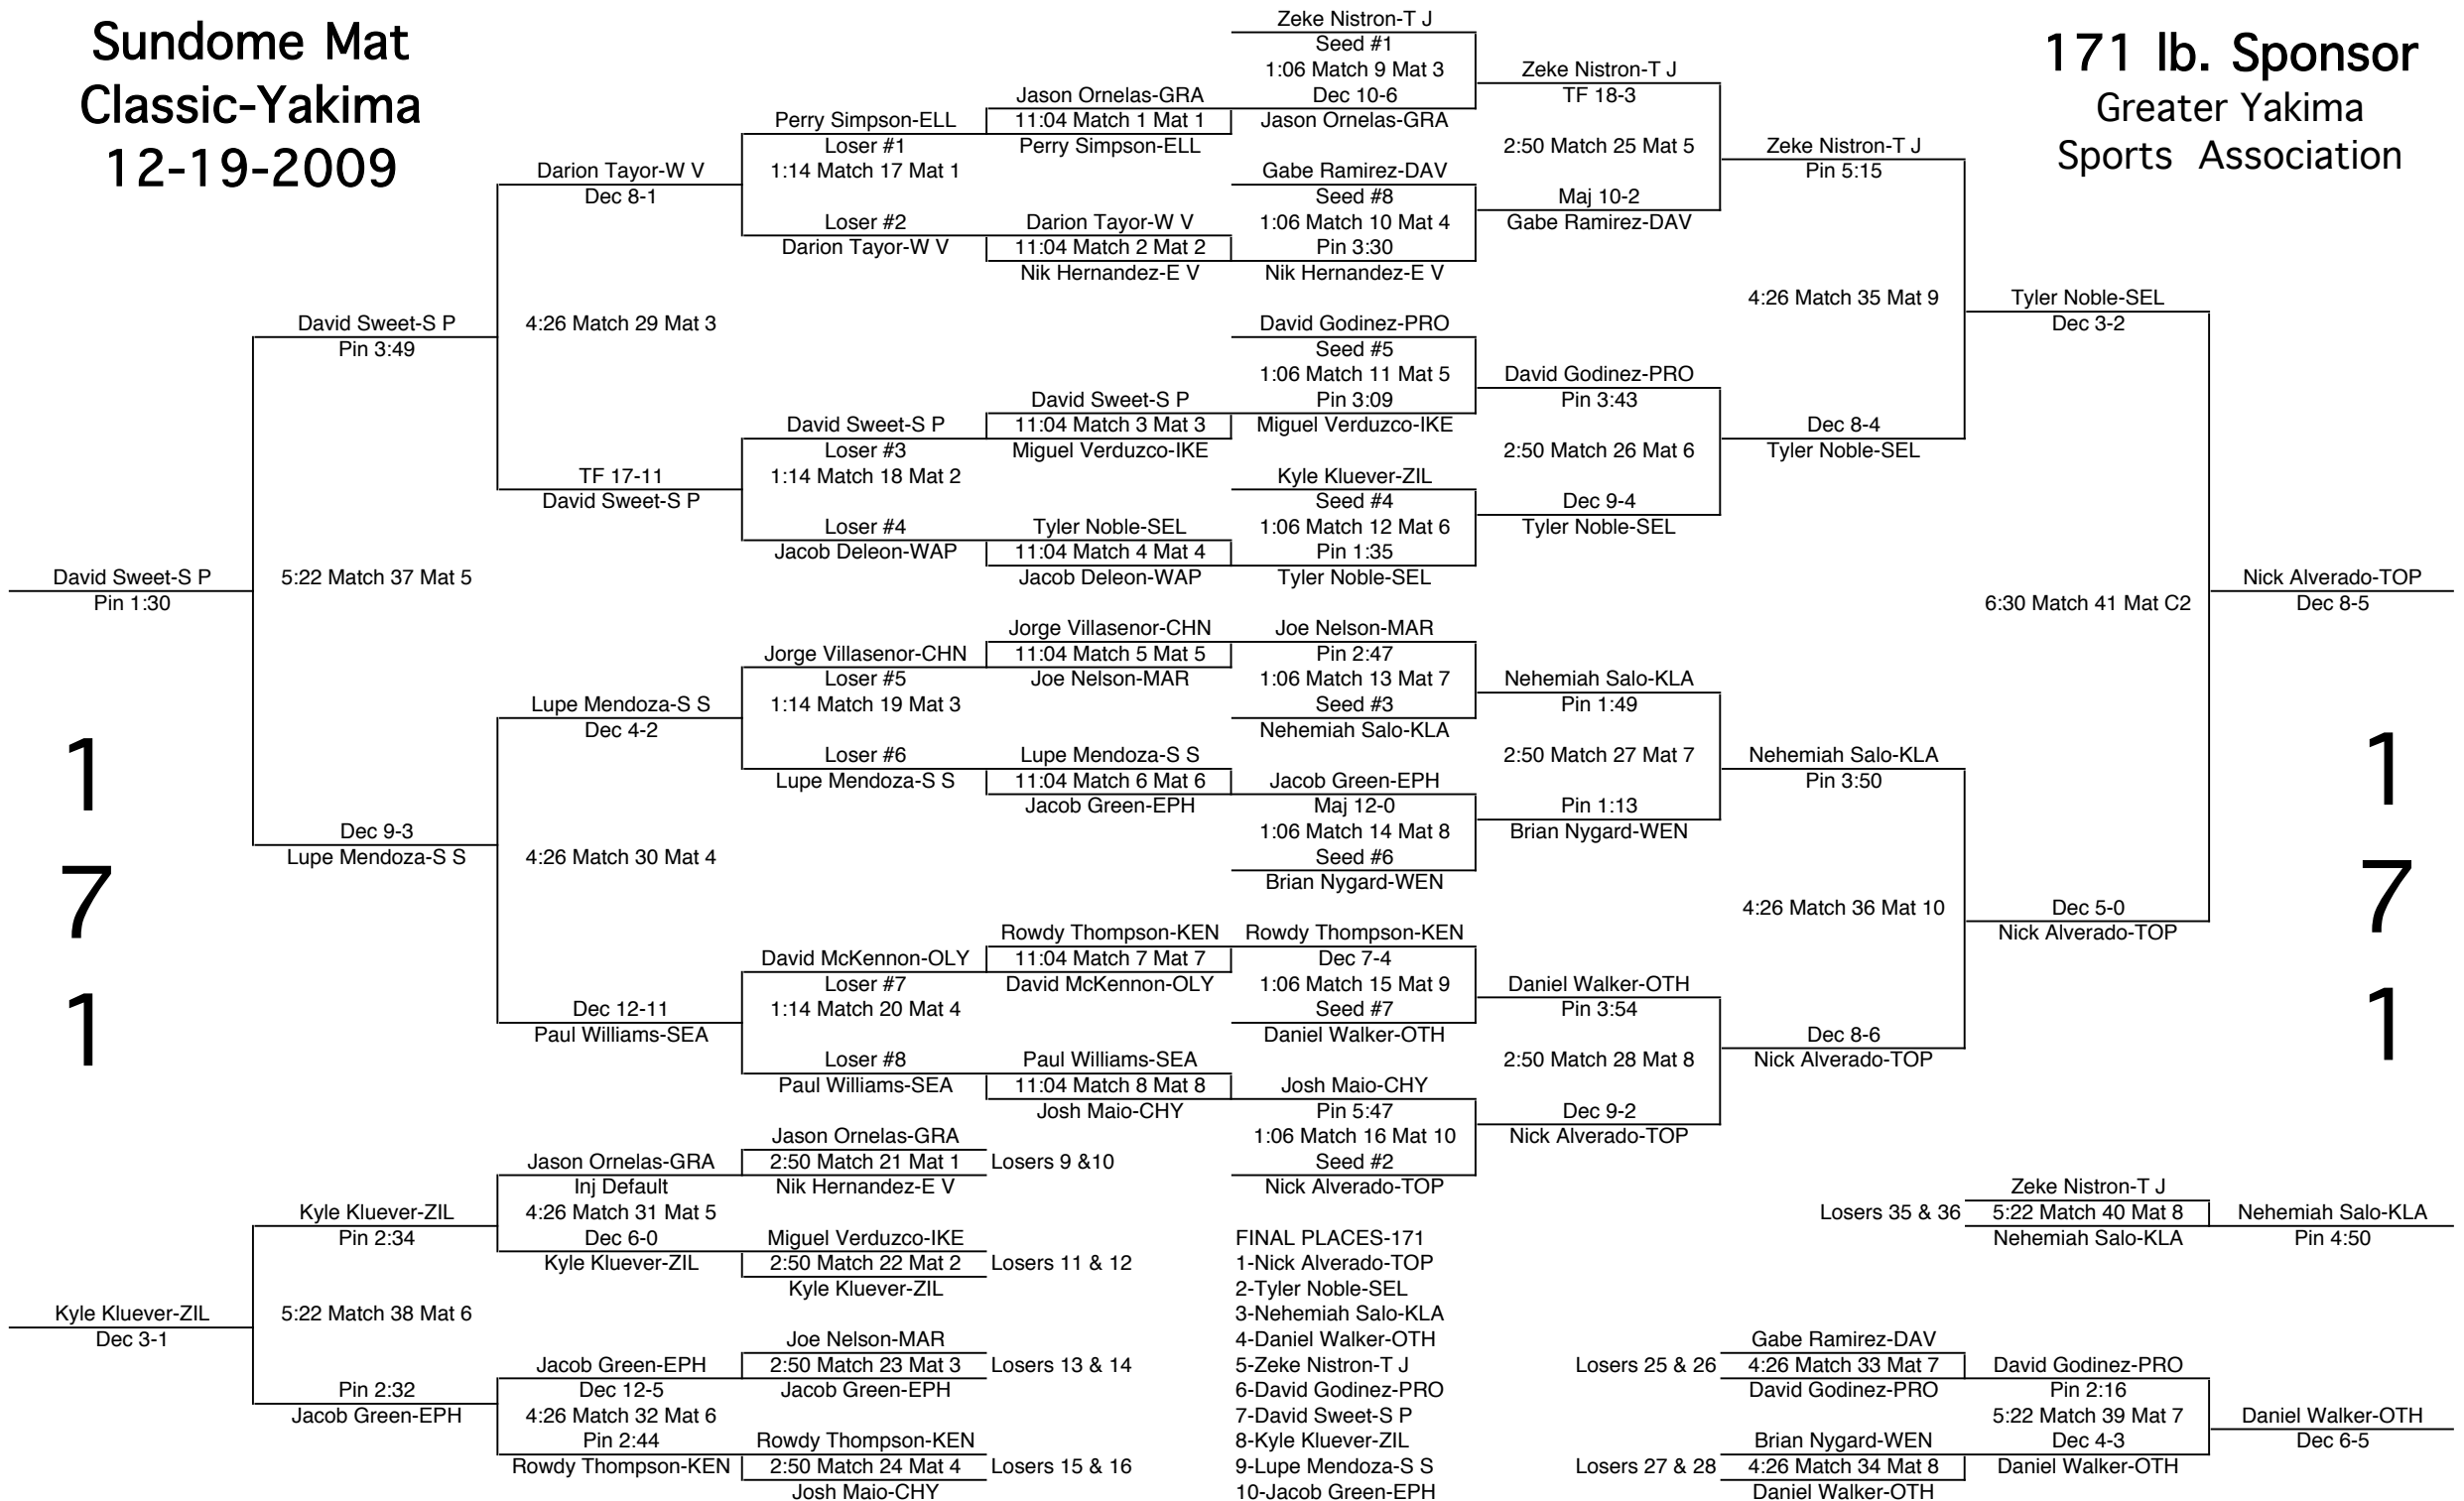 Sundome Mat
Classic-Yakima
12-19-2009
171 lb. Sponsor
Greater Yakima
Sports Association
Zeke Nistron-T J
Seed #1
1:06 Match 9 Mat 3
Dec 10-6
Jason Ornelas-GRA
Gabe Ramirez-DAV
Seed #8
1:06 Match 10 Mat 4
Pin 3:30
Nik Hernandez-E V
David Godinez-PRO
Seed #5
1:06 Match 11 Mat 5
Pin 3:09
Miguel Verduzco-IKE
Kyle Kluever-ZIL
Seed #4
1:06 Match 12 Mat 6
Pin 1:35
Tyler Noble-SEL
Joe Nelson-MAR
Pin 2:47
1:06 Match 13 Mat 7
Seed #3
Nehemiah Salo-KLA
Jacob Green-EPH
Maj 12-0
1:06 Match 14 Mat 8
Seed #6
Brian Nygard-WEN
Rowdy Thompson-KEN
Dec 7-4
1:06 Match 15 Mat 9
Seed #7
Daniel Walker-OTH
Josh Maio-CHY
Pin 5:47
1:06 Match 16 Mat 10
Seed #2
Nick Alverado-TOP
Jason Ornelas-GRA
11:04 Match 1 Mat 1
Perry Simpson-ELL
Darion Tayor-W V
11:04 Match 2 Mat 2
Nik Hernandez-E V
David Sweet-S P
11:04 Match 3 Mat 3
Miguel Verduzco-IKE
Tyler Noble-SEL
11:04 Match 4 Mat 4
Jacob Deleon-WAP
Jorge Villasenor-CHN
11:04 Match 5 Mat 5
Joe Nelson-MAR
Lupe Mendoza-S S
11:04 Match 6 Mat 6
Jacob Green-EPH
Rowdy Thompson-KEN
11:04 Match 7 Mat 7
David McKennon-OLY
Paul Williams-SEA
11:04 Match 8 Mat 8
Josh Maio-CHY
Perry Simpson-ELL
Loser #1
1:14 Match 17 Mat 1
Loser #2
Darion Tayor-W V
David Sweet-S P
Loser #3
1:14 Match 18 Mat 2
Loser #4
Jacob Deleon-WAP
Jorge Villasenor-CHN
Loser #5
1:14 Match 19 Mat 3
Loser #6
Lupe Mendoza-S S
David McKennon-OLY
Loser #7
1:14 Match 20 Mat 4
Loser #8
Paul Williams-SEA
Darion Tayor-W V
Dec 8-1
4:26 Match 29 Mat 3
TF 17-11
David Sweet-S P
Lupe Mendoza-S S
Dec 4-2
4:26 Match 30 Mat 4
Dec 12-11
Paul Williams-SEA
David Sweet-S P
Pin 3:49
5:22 Match 37 Mat 5
Dec 9-3
Lupe Mendoza-S S
David Sweet-S P
Pin 1:30
1
7
1
Zeke Nistron-T J
TF 18-3
2:50 Match 25 Mat 5
Maj 10-2
Gabe Ramirez-DAV
David Godinez-PRO
Pin 3:43
2:50 Match 26 Mat 6
Dec 9-4
Tyler Noble-SEL
Nehemiah Salo-KLA
Pin 1:49
2:50 Match 27 Mat 7
Pin 1:13
Brian Nygard-WEN
Daniel Walker-OTH
Pin 3:54
2:50 Match 28 Mat 8
Dec 9-2
Nick Alverado-TOP
Zeke Nistron-T J
Pin 5:15
4:26 Match 35 Mat 9
Dec 8-4
Tyler Noble-SEL
Nehemiah Salo-KLA
Pin 3:50
4:26 Match 36 Mat 10
Dec 8-6
Nick Alverado-TOP
Tyler Noble-SEL
Dec 3-2
6:30 Match 41 Mat C2
Dec 5-0
Nick Alverado-TOP
Nick Alverado-TOP
Dec 8-5
1
7
1
Jason Ornelas-GRA
2:50 Match 21 Mat 1
Losers 9 &10
Nik Hernandez-E V
Miguel Verduzco-IKE
2:50 Match 22 Mat 2
Losers 11 & 12
Kyle Kluever-ZIL
Joe Nelson-MAR
2:50 Match 23 Mat 3
Losers 13 & 14
Jacob Green-EPH
Rowdy Thompson-KEN
2:50 Match 24 Mat 4
Losers 15 & 16
Josh Maio-CHY
Jason Ornelas-GRA
Inj Default
4:26 Match 31 Mat 5
Dec 6-0
Kyle Kluever-ZIL
Jacob Green-EPH
Dec 12-5
4:26 Match 32 Mat 6
Pin 2:44
Rowdy Thompson-KEN
Kyle Kluever-ZIL
Pin 2:34
5:22 Match 38 Mat 6
Pin 2:32
Jacob Green-EPH
Kyle Kluever-ZIL
Dec 3-1
FINAL PLACES-171
1-Nick Alverado-TOP
2-Tyler Noble-SEL
3-Nehemiah Salo-KLA
4-Daniel Walker-OTH
5-Zeke Nistron-T J
6-David Godinez-PRO
7-David Sweet-S P
8-Kyle Kluever-ZIL
9-Lupe Mendoza-S S
10-Jacob Green-EPH
Zeke Nistron-T J
Losers 35 & 36
5:22 Match 40 Mat 8
Nehemiah Salo-KLA
Nehemiah Salo-KLA
Pin 4:50
Gabe Ramirez-DAV
Losers 25 & 26
4:26 Match 33 Mat 7
David Godinez-PRO
Brian Nygard-WEN
Losers 27 & 28
4:26 Match 34 Mat 8
Daniel Walker-OTH
David Godinez-PRO
Pin 2:16
5:22 Match 39 Mat 7
Dec 4-3
Daniel Walker-OTH
Daniel Walker-OTH
Dec 6-5